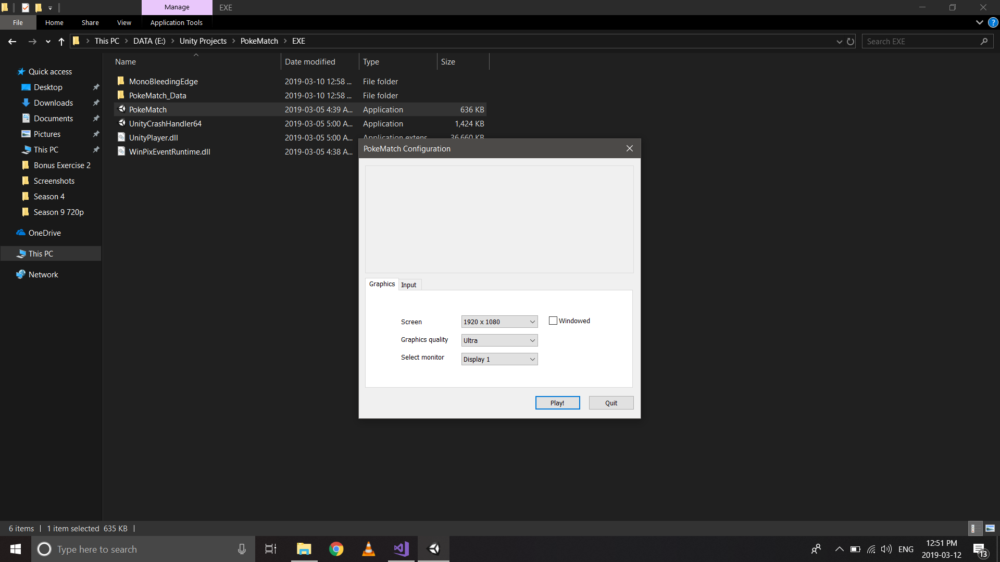 Manage EXE
File Home Share View Application Tools
This PC DATA (E:) Unity Projects PokeMatch EXE Search EXE
Name Date modified Type Size
Quick access
Desktop
Downloads
Documents
Pictures
This PC
Bonus Exercise 2
Screenshots
Season 4
Season 9 720p
OneDrive
This PC
Network
MonoBleedingEdge 2019-03-10 12:58 ... File folder
PokeMatch_Data 2019-03-10 12:58 ... File folder
PokeMatch 2019-03-05 4:39 A... Application 636 KB
UnityCrashHandler64 2019-03-05 5:00 A... Application 1,424 KB
UnityPlayer.dll 2019-03-05 5:00 A... Application extens... 36,660 KB
WinPixEventRuntime.dll 2019-03-05 4:38 A...
PokeMatch Configuration
Graphics Input
Screen 1920 x 1080 Windowed
Graphics quality Ultra
Select monitor Display 1
Play! Quit
6 items 1 item selected 635 KB
Type here to search
ENG
12:51 PM
2019-03-12
13